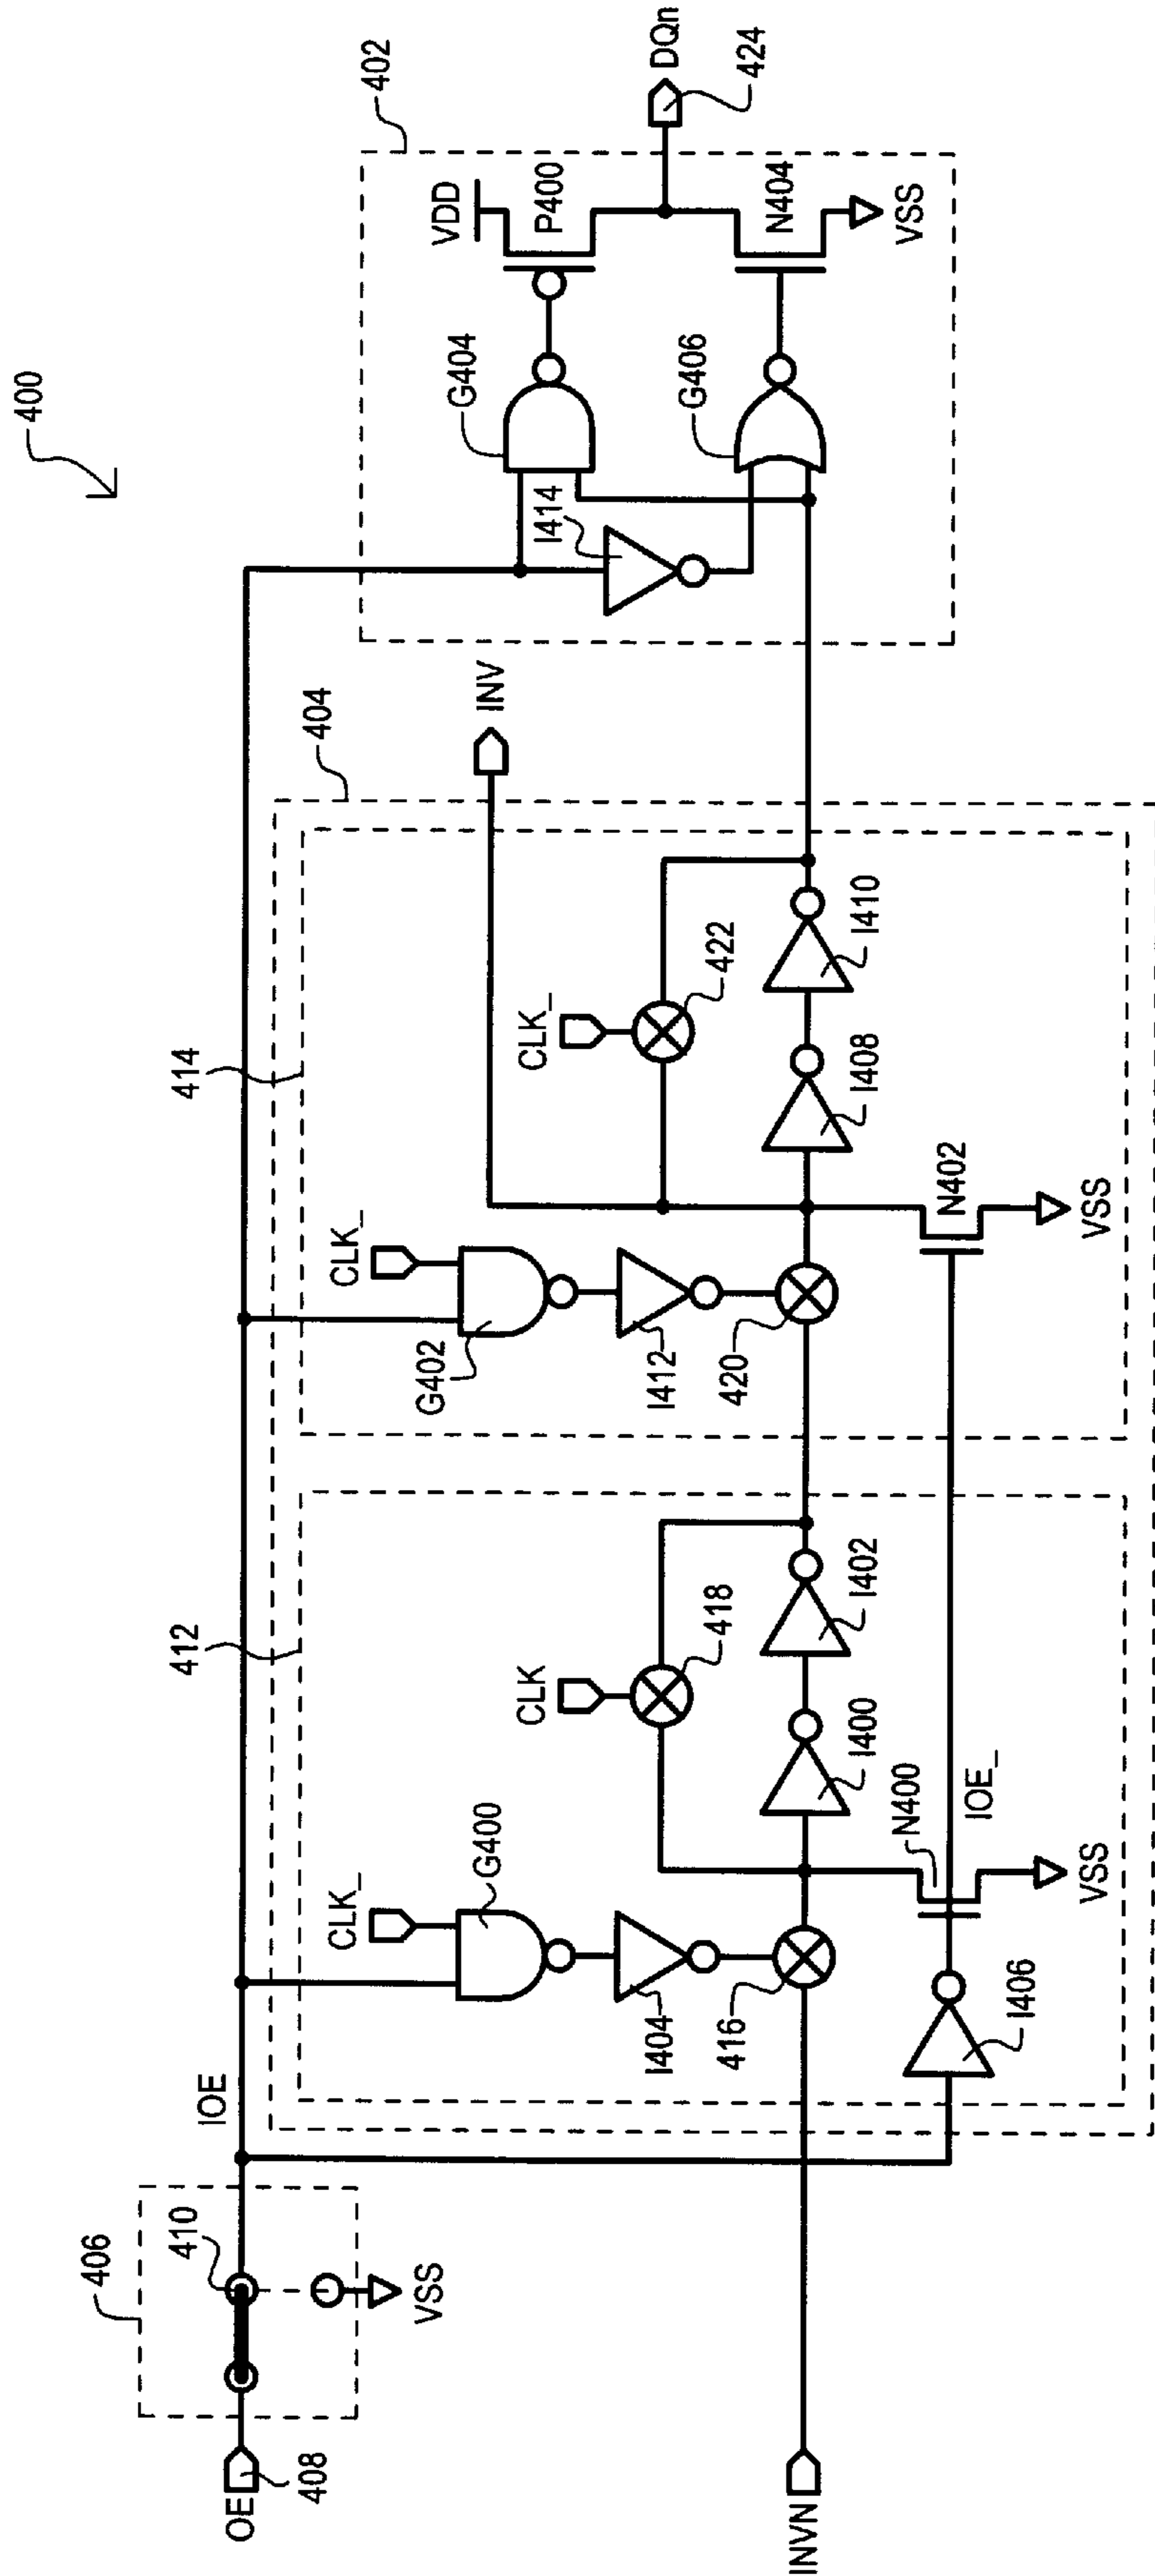 400
402
404
414
412
406
410
OE
408
VSS
IOE
CLK_
G400
I404
416
CLK
418
I400
I402
N400
IOE_
VSS
I406
INVN
CLK_
G402
I412
420
CLK_
422
I408
I410
N402
VSS
INV
I414
G404
G406
VDD
P400
N404
VSS
DQn
424